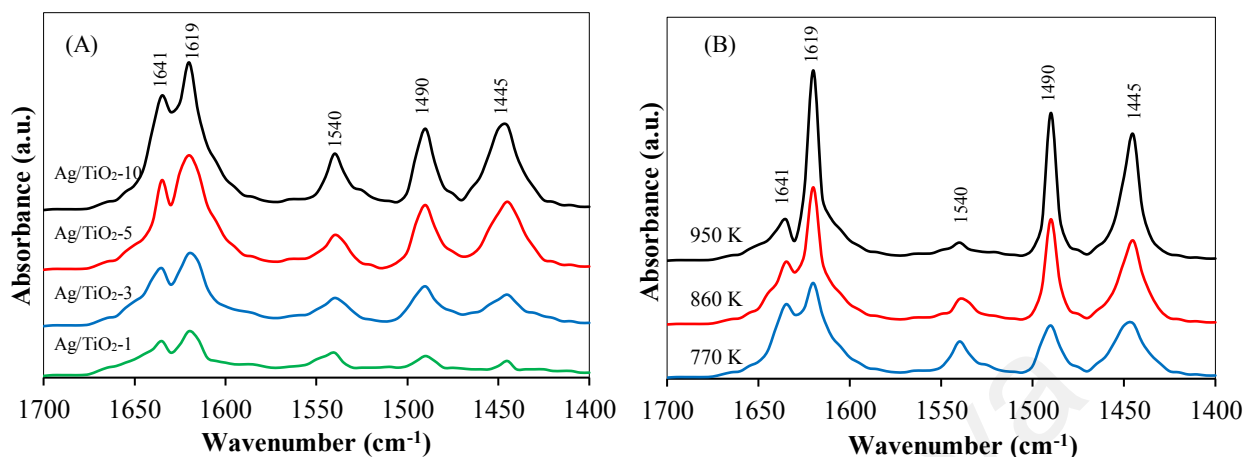 (A)
1641
1619
1540
1490
1445
Ag/TiO₂-10
Ag/TiO₂-5
Ag/TiO₂-3
Ag/TiO₂-1
Absorbance (a.u.)
1700 1650 1600 1550 1500 1450 1400
Wavenumber (cm⁻¹)
(B)
1619
1641
1540
1490
1445
950 K
860 K
770 K
Absorbance (a.u.)
1700 1650 1600 1550 1500 1450 1400
Wavenumber (cm⁻¹)